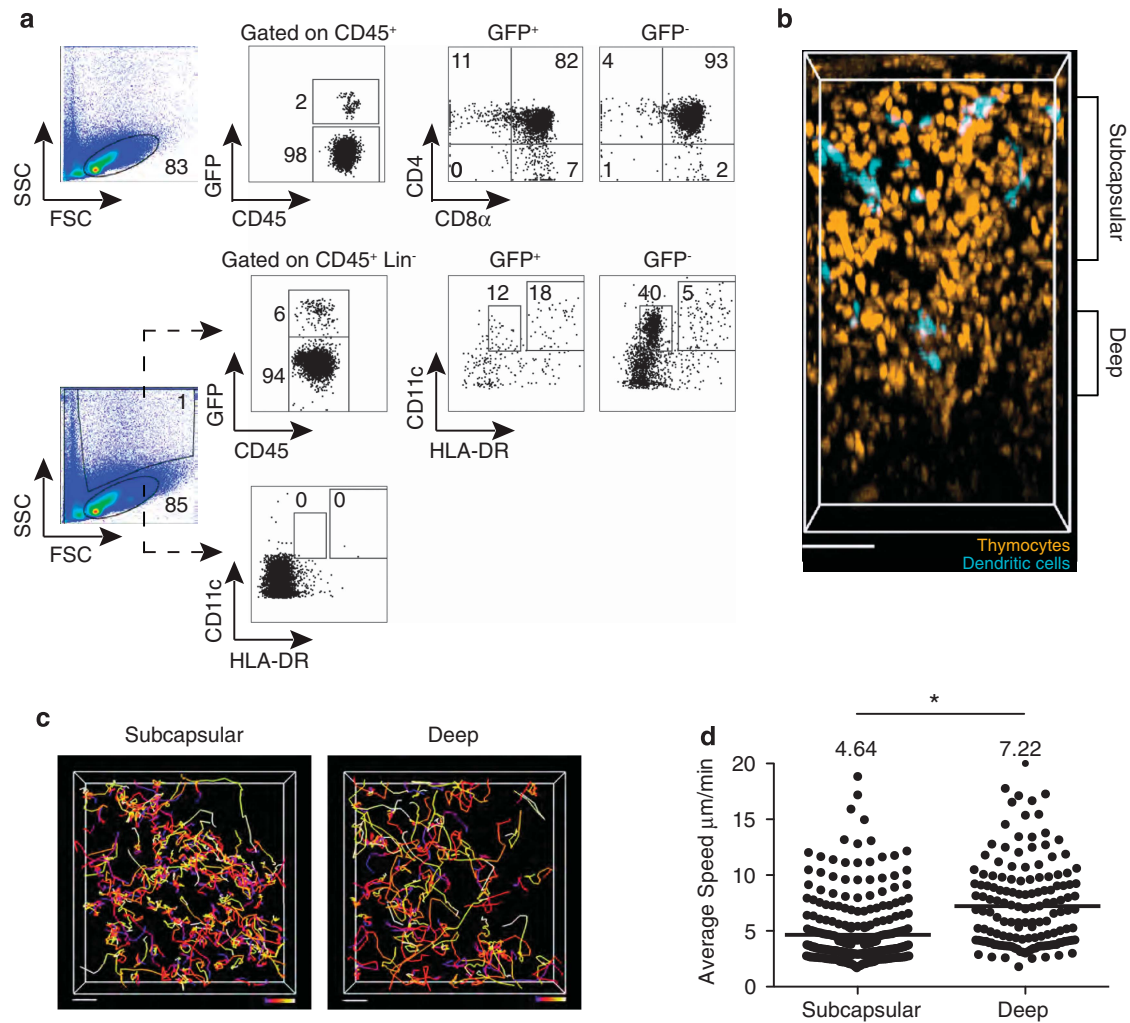 a
Gated on CD45+
GFP+
GFP-
SSC
FSC
83
GFP
CD45
2
98
CD4
CD8α
11
82
0
7
4
93
1
2
Gated on CD45+ Lin-
GFP+
GFP-
6
94
GFP
CD45
12
18
40
5
CD11c
HLA-DR
1
85
SSC
FSC
0
0
CD11c
HLA-DR
b
Subcapsular
Deep
Thymocytes
Dendritic cells
c
Subcapsular
Deep
d
*
4.64
7.22
Average Speed μm/min
20
15
10
5
0
Subcapsular
Deep